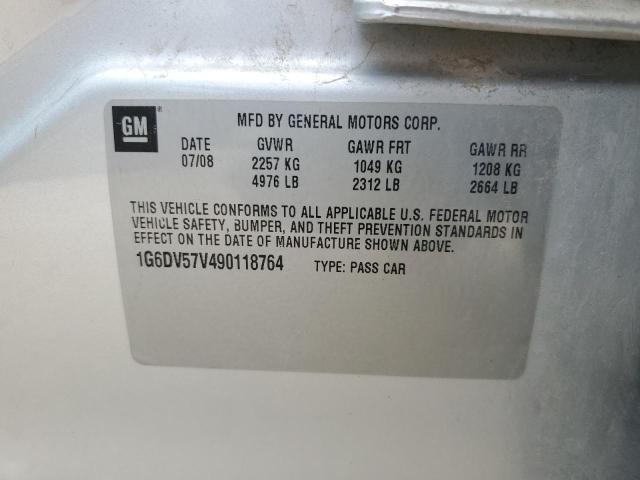 GM® MFD BY GENERAL MOTORS CORP.
DATE GVWR GAWR FRT GAWR RR
07/08 2257 KG 1049 KG 1208 KG
4976 LB 2312 LB 2664 LB
THIS VEHICLE CONFORMS TO ALL APPLICABLE U.S. FEDERAL MOTOR
VEHICLE SAFETY, BUMPER, AND THEFT PREVENTION STANDARDS IN
EFFECT ON THE DATE OF MANUFACTURE SHOWN ABOVE.
1G6DV57V490118764 TYPE: PASS CAR